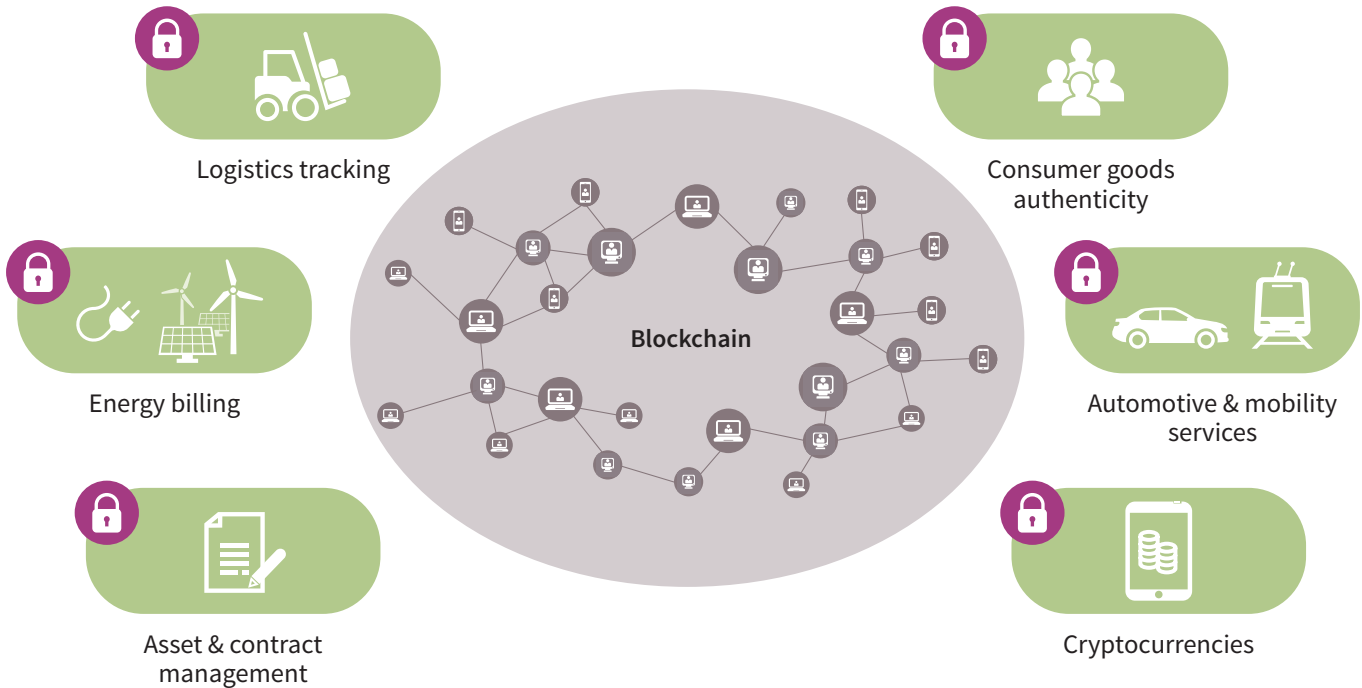 Logistics tracking
Consumer goods
authenticity
Energy billing
Blockchain
Automotive & mobility
services
Asset & contract
management
Cryptocurrencies